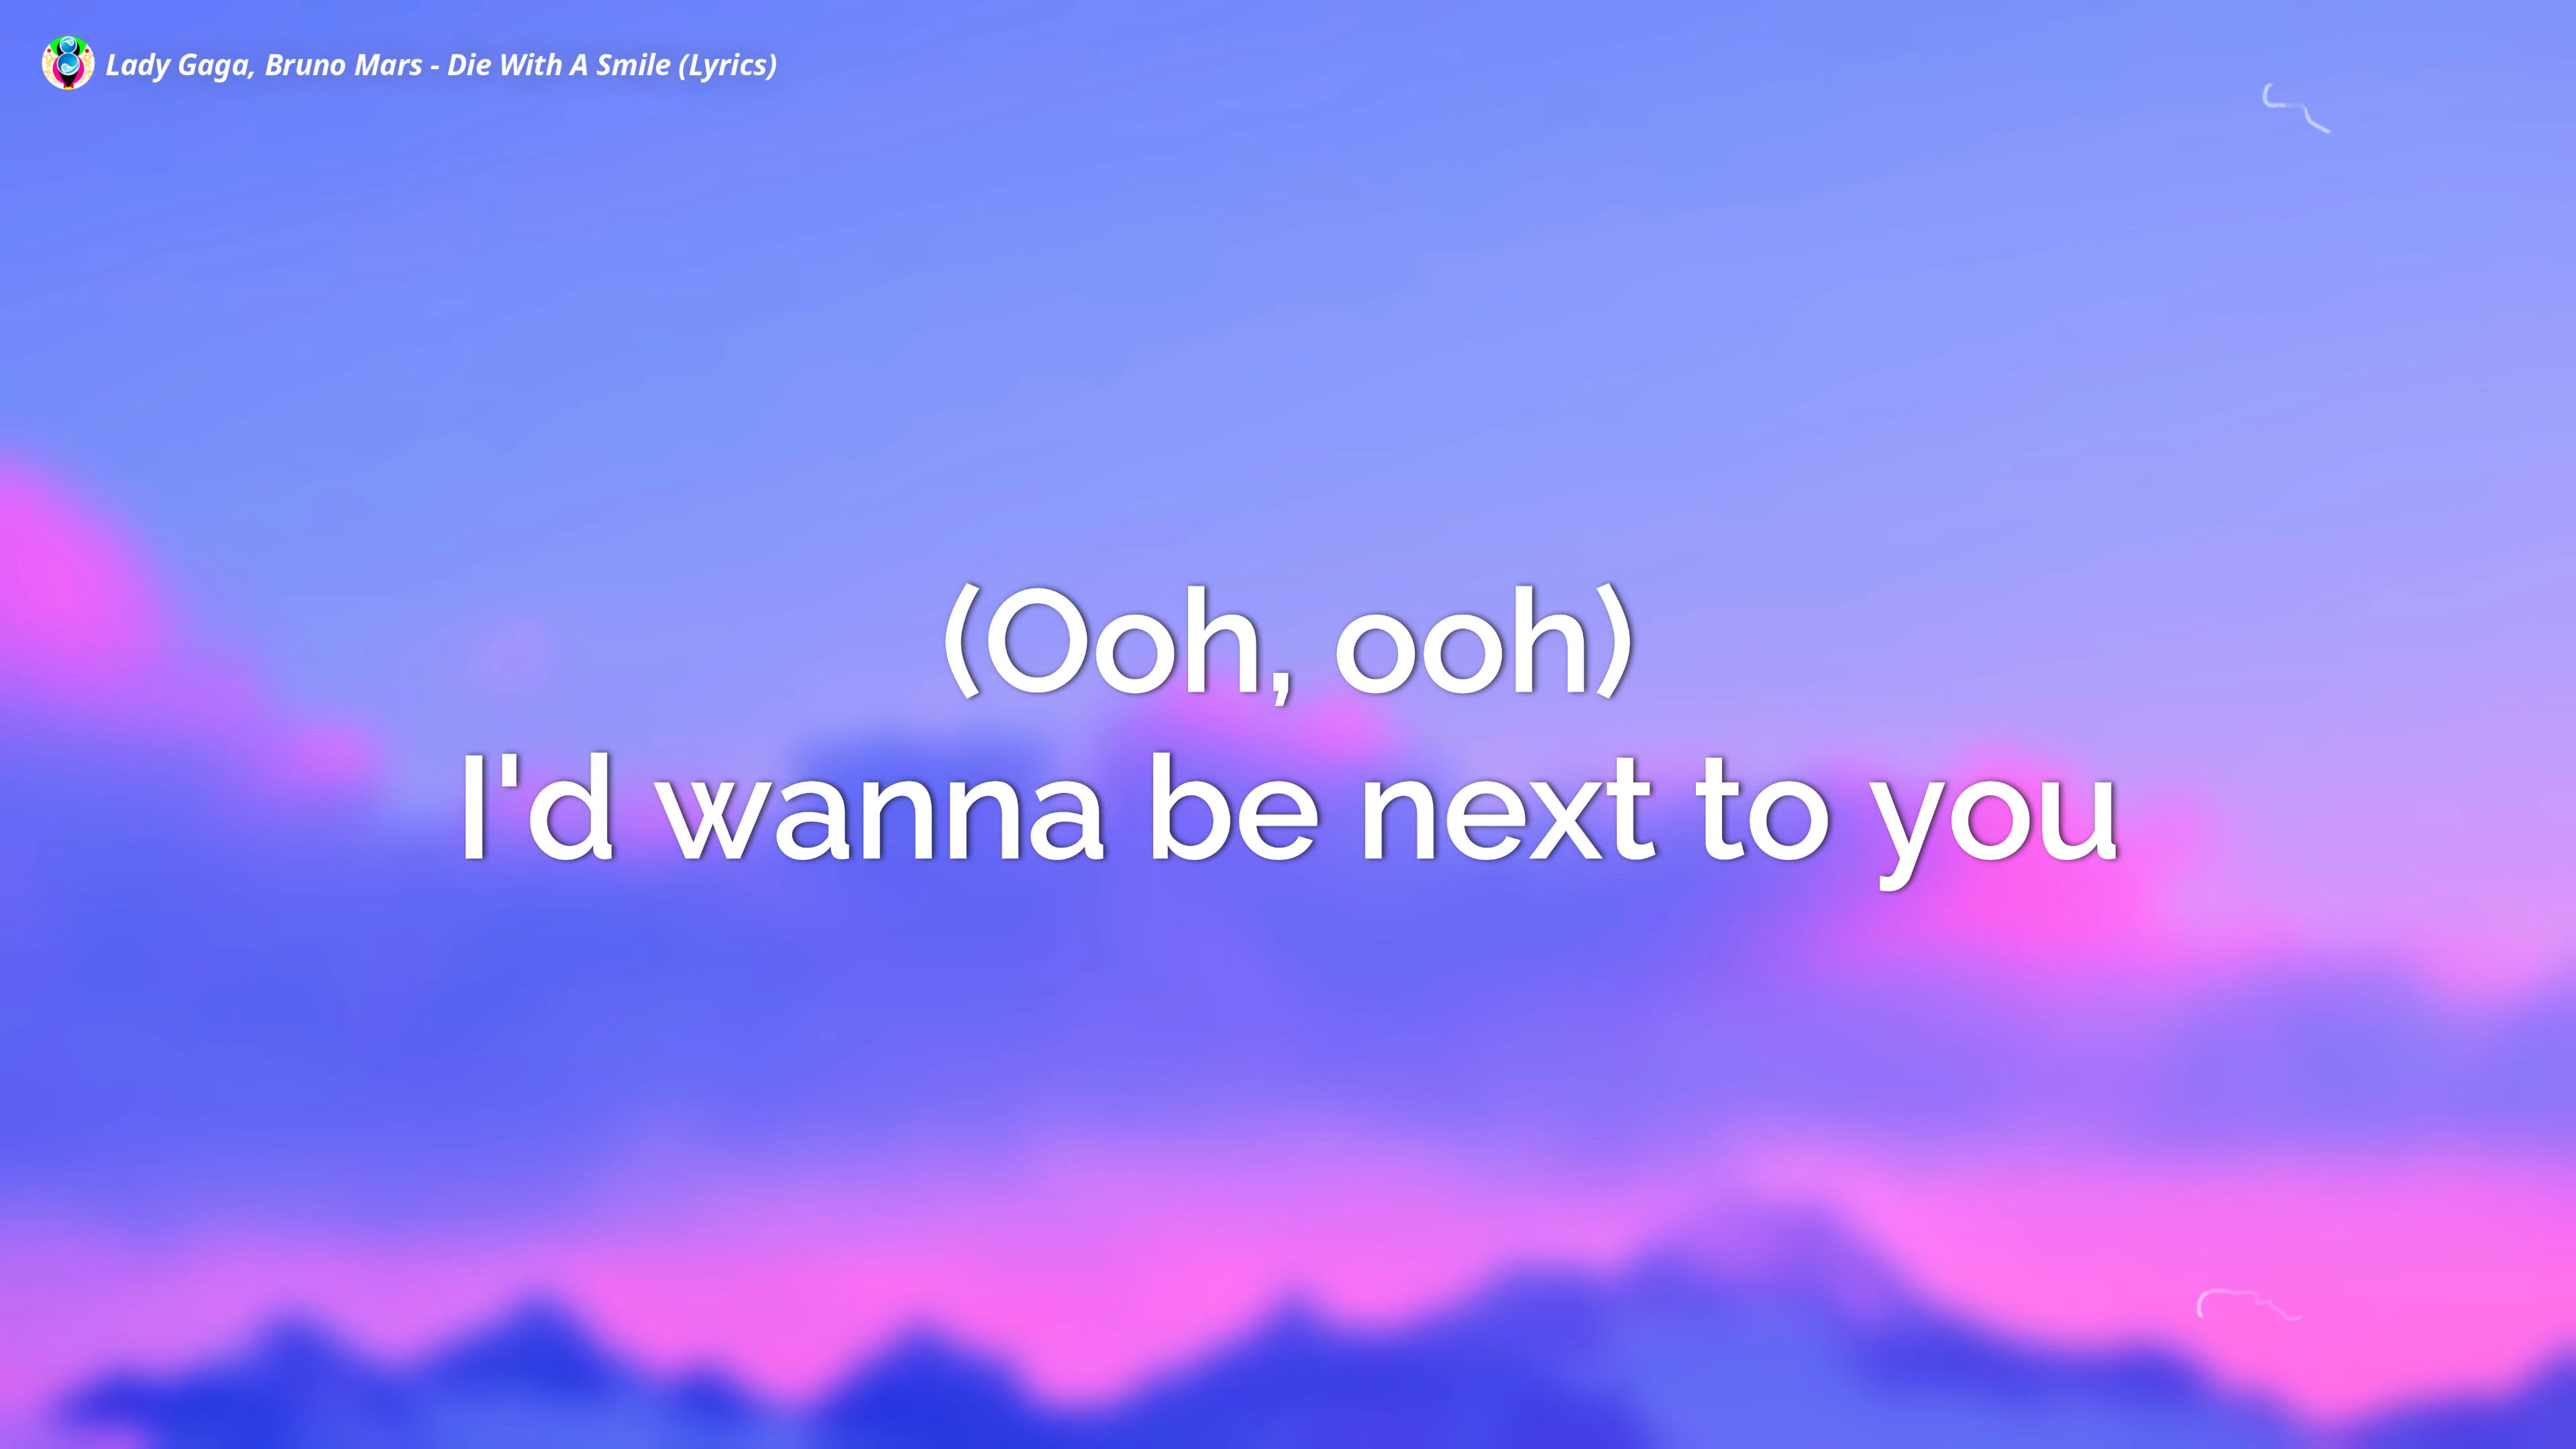 Lady Gaga, Bruno Mars - Die With A Smile (Lyrics)
(Ooh, ooh)
I'd wanna be next to you